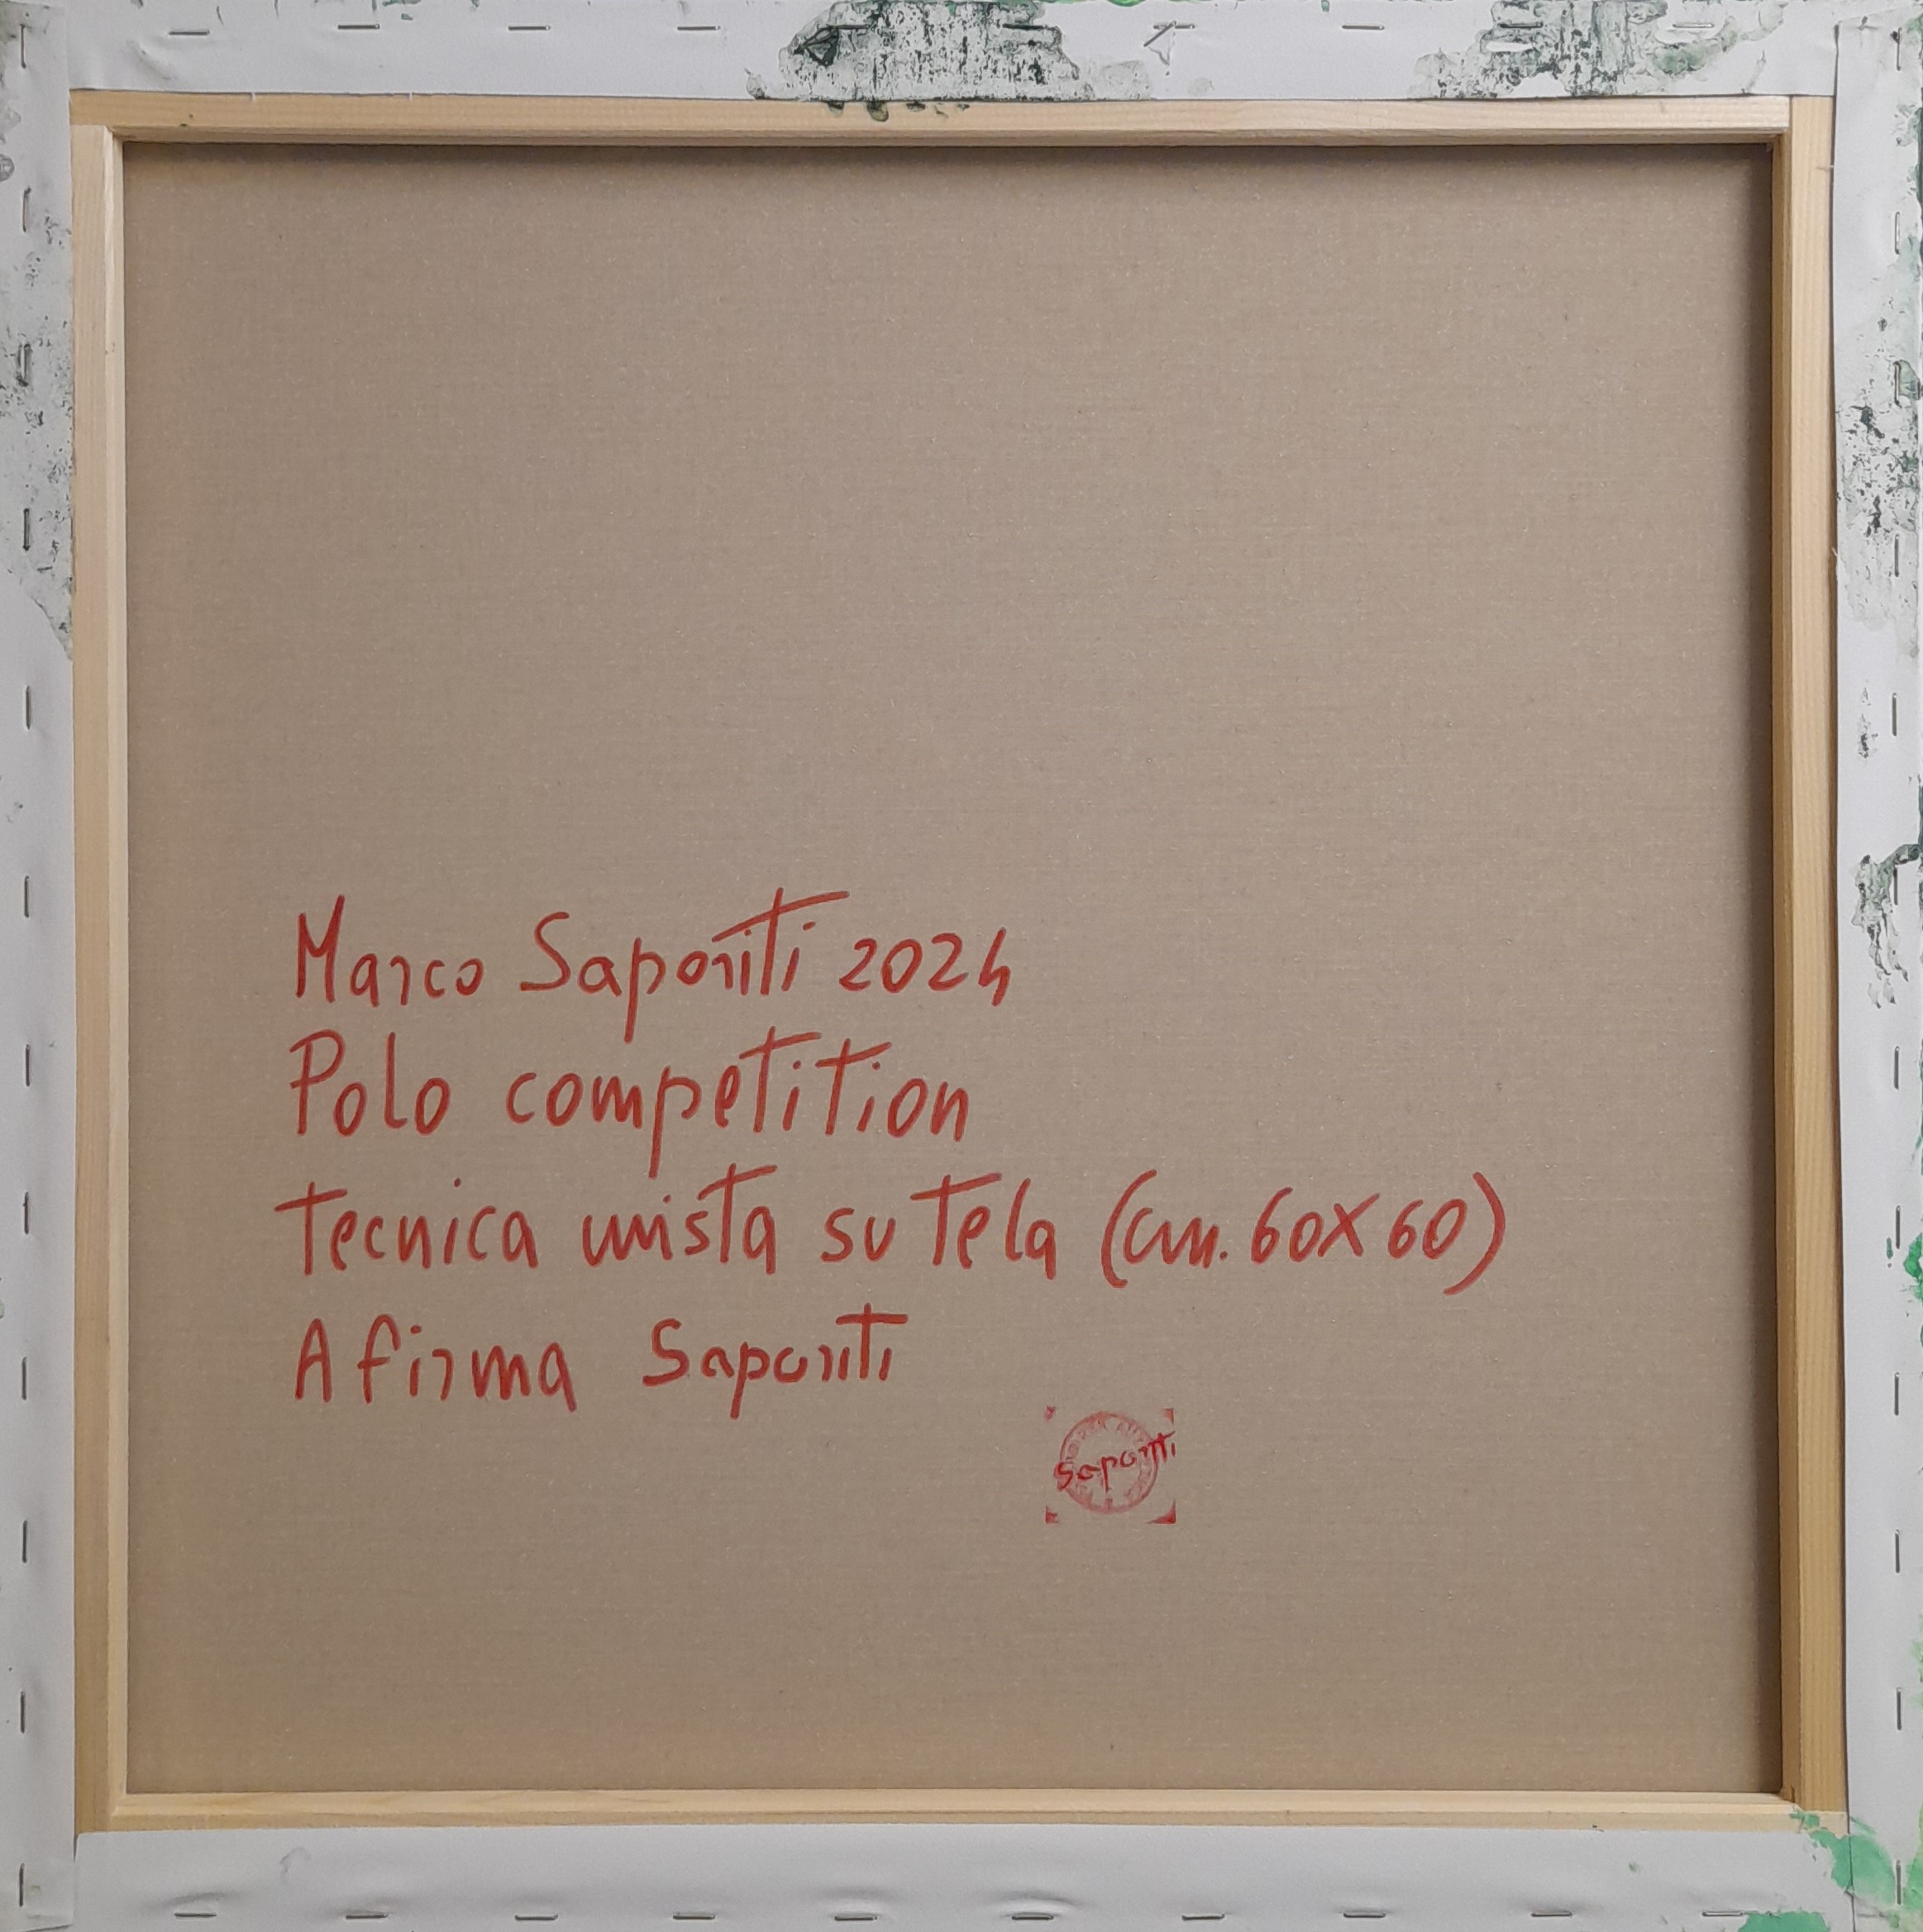 Marco Saporiti 2024
Polo competition
Tecnica mista su tela (cm. 60X60)
A firma Saporiti
Saporiti